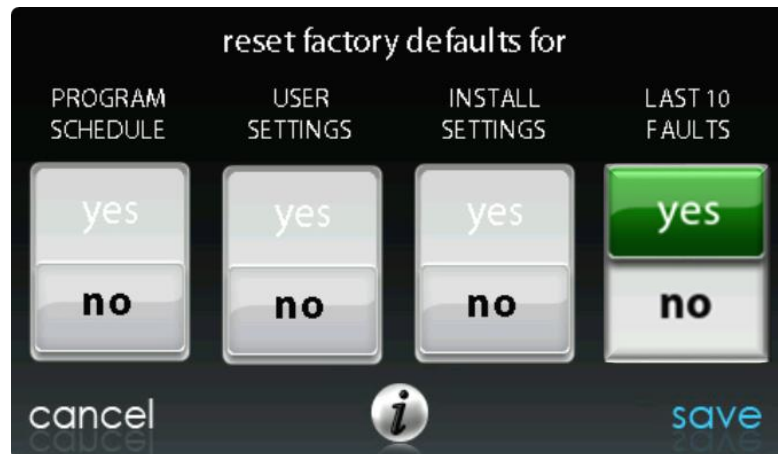 reset factory defaults for
PROGRAM
SCHEDULE
USER
SETTINGS
INSTALL
SETTINGS
LAST 10
FAULTS
yes
yes
yes
yes
no
no
no
no
cancel
i
save